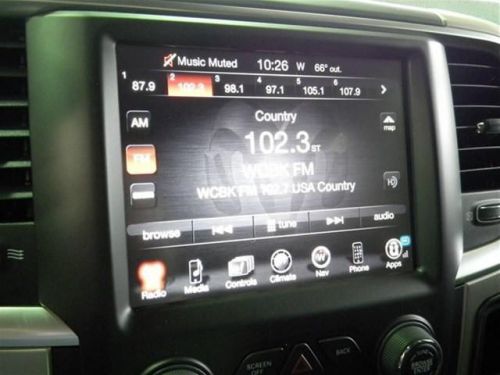 Music Muted 10:26 W 66° out.
1 2 3 4 5 6
87.9 102.3 98.1 97.1 105.1 107.9
AM
Country
map
102.3 ST
FM
WCBK FM
WCBK FM 102.7 USA Country
browse tune audio
Radio Media Controls Climate Nav Phone Apps
SCREEN OFF BACK